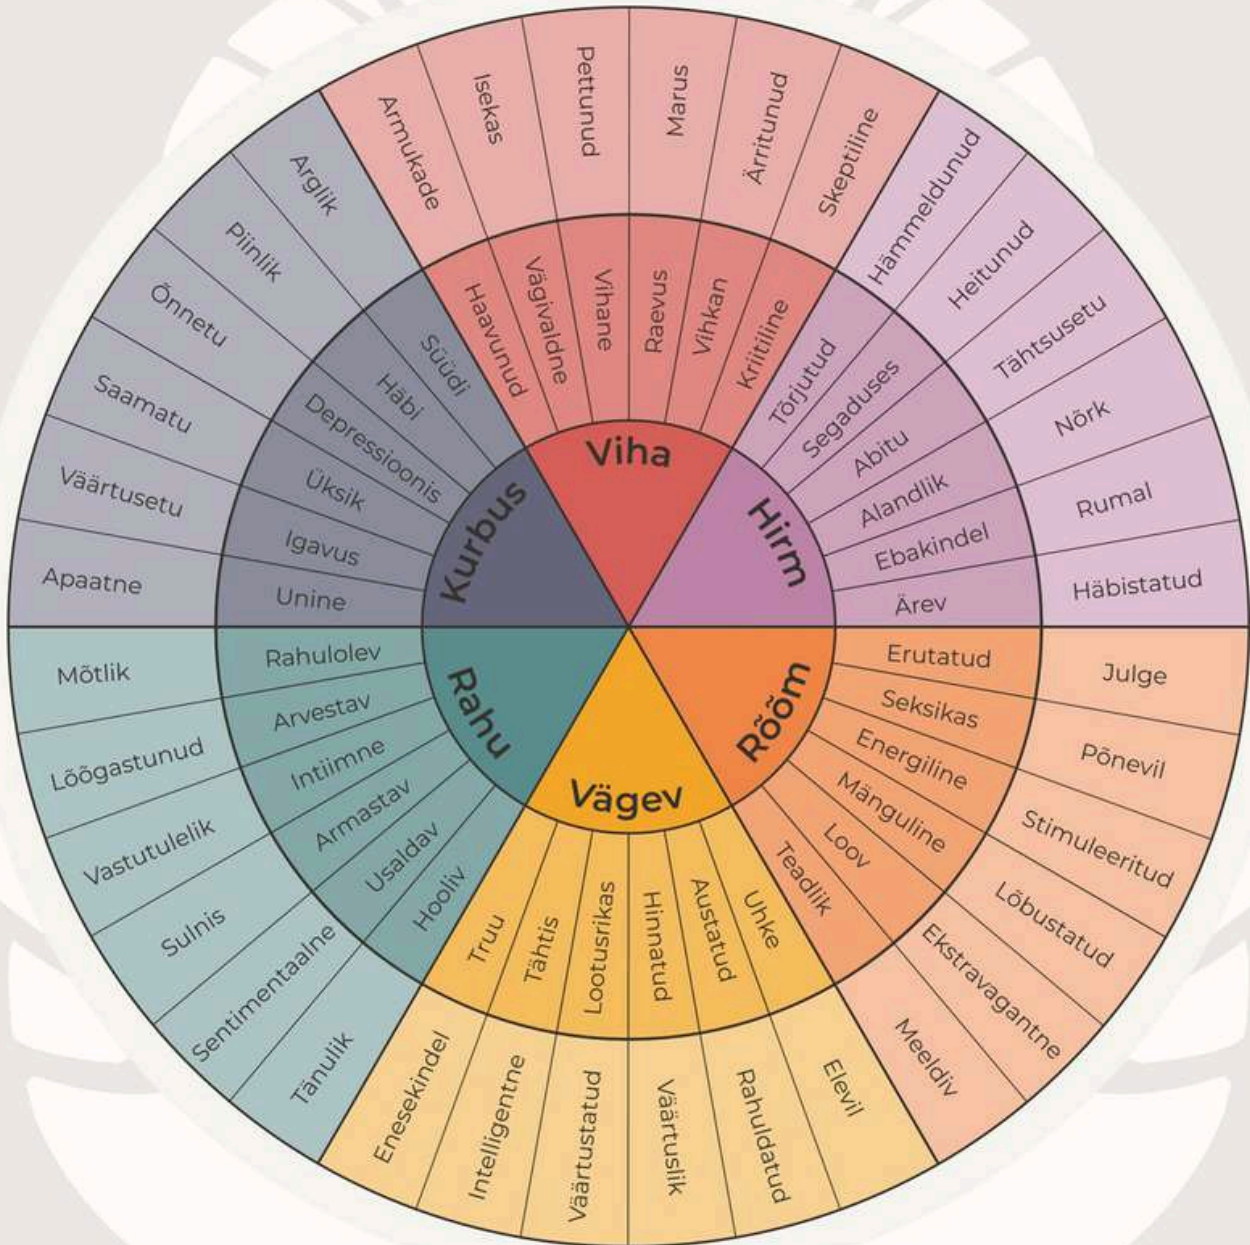 Viha
Haavunud
Vägivaldne
Vihane
Raevus
Vihkan
Kriitiline
Armukade
Isekas
Pettunud
Marus
Ärritunud
Skeptiline
Hirm
Tõrjutud
Segaduses
Abitu
Alandlik
Ebakindel
Ärev
Hämmeldunud
Heitunud
Tähtsusetu
Nõrk
Rumal
Häbistatud
Rõõm
Erutatud
Seksikas
Energiline
Mänguline
Loov
Teadlik
Julge
Põnevil
Stimuleeritud
Lõbustatud
Ekstravagantne
Meeldiv
Vägev
Uhke
Austatud
Hinnatud
Lootusrikas
Tähtis
Truu
Elevil
Rahuldatud
Väärtuslik
Väärtustatud
Intelligentne
Enesekindel
Rahu
Hooliv
Usaldav
Armastav
Intiimne
Arvestav
Rahulolev
Tänulik
Sentimentaalne
Sulnis
Vastutulelik
Lõõgastunud
Mõtlik
Kurbus
Unine
Igavus
Üksik
Depressioonis
Häbi
Süüdi
Apaatne
Väärtusetu
Saamatu
Õnnetu
Piinlik
Arglik